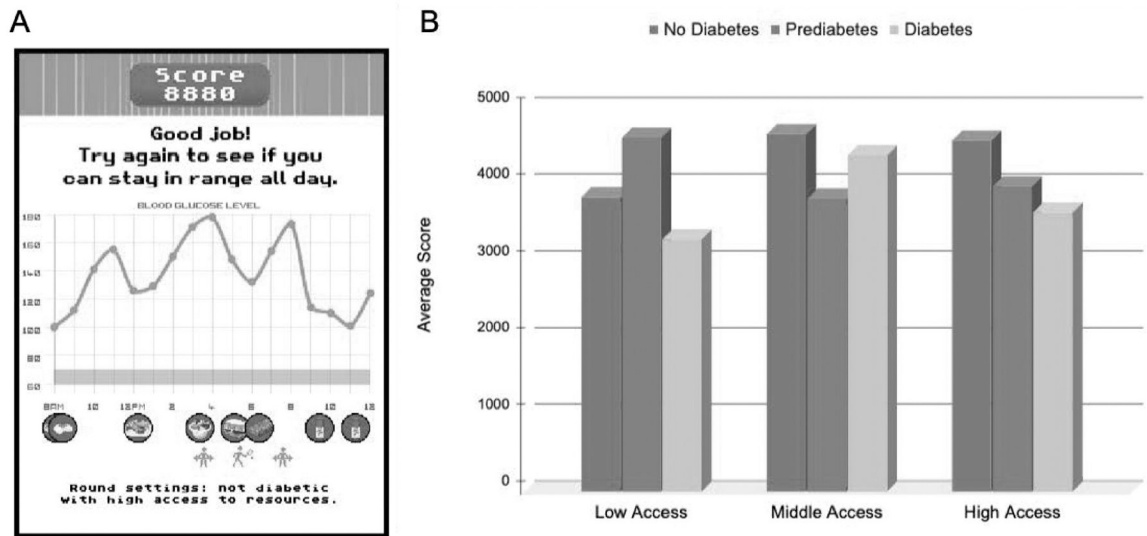 A
Score
8880
Good job!
Try again to see if you
can stay in range all day.
BLOOD GLUCOSE LEVEL
180
160
140
120
100
80
60
8AM 10 12PM 2 4 6 8 10 12
Round settings: not diabetic
with high access to resources.
B
No Diabetes Prediabetes Diabetes
Average Score
5000
4000
3000
2000
1000
0
Low Access Middle Access High Access